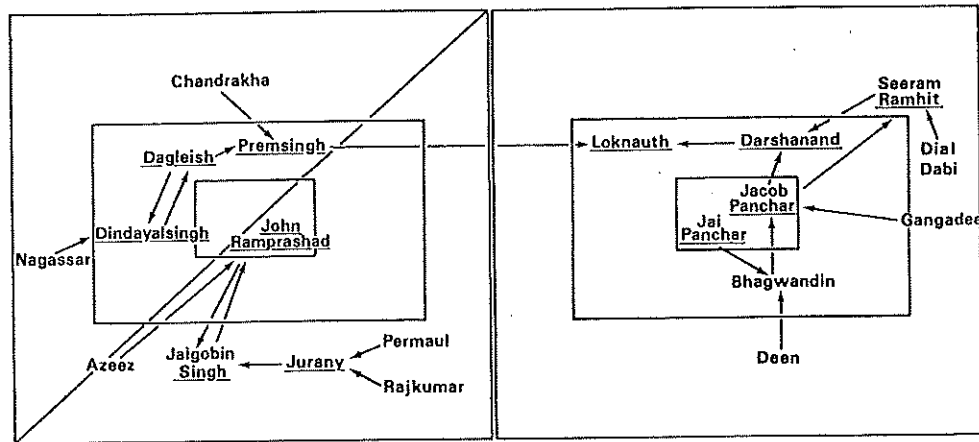 Chandrakha
Dagleish
Premsingh
Dindayalsingh
Nagassar
John
Ramprashad
Azeez
Jaigobin
Singh
Jurany
Permaul
Rajkumar
Seeram
Ramhit
Loknauth
Darshanand
Dial
Dabi
Jacob
Panchar
Jai
Panchar
Gangadee
Bhagwandin
Deen